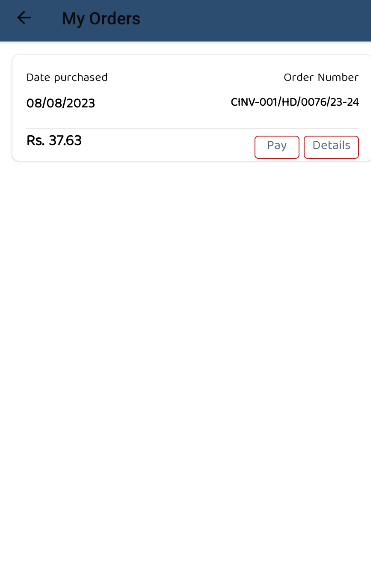 My Orders
Date purchased Order Number
08/08/2023 CINV-001/HD/0076/23-24
Rs. 37.63 Pay Details